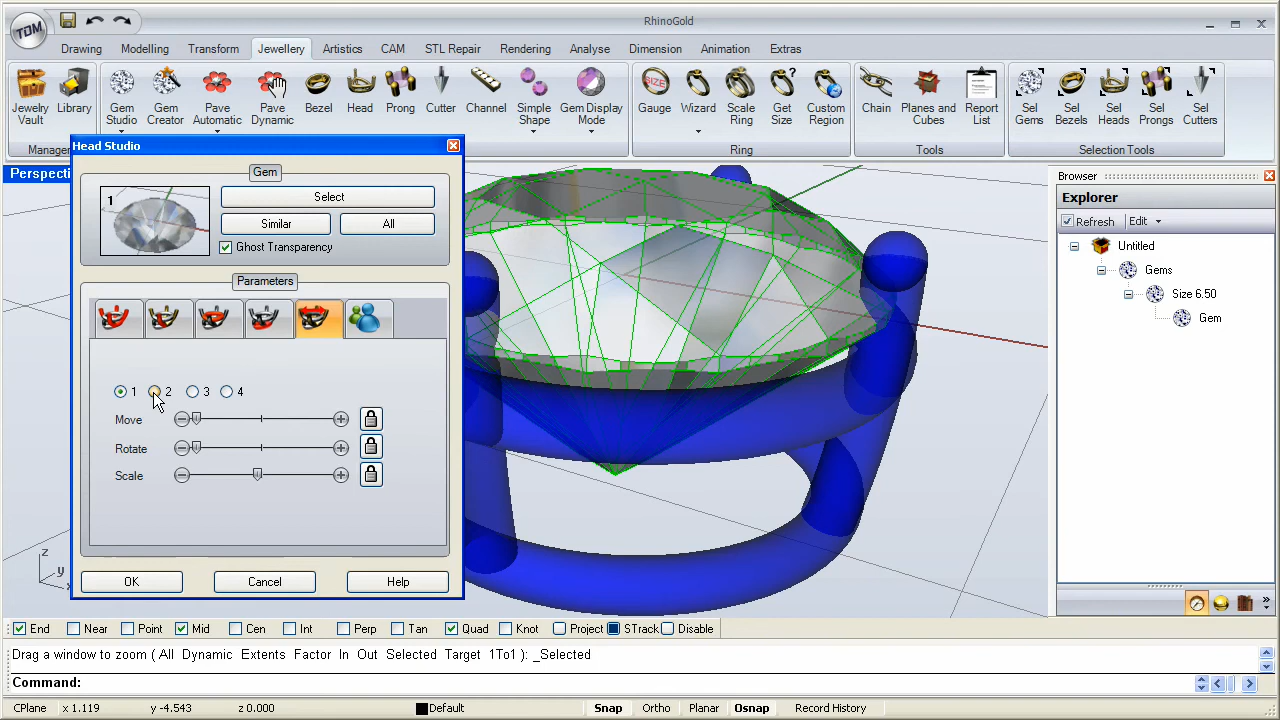 RhinoGold
TDM
Drawing Modelling Transform Jewellery Artistics CAM STL Repair Rendering Analyse Dimension Animation Extras
Jewelry Vault
Library
Gem Studio
Gem Creator
Pave Automatic
Pave Dynamic
Bezel
Head
Prong
Cutter
Channel
Simple Shape
Gem Display Mode
SIZE
Gauge
Wizard
Scale Ring
Get Size
Custom Region
Chain
Planes and Cubes
Report List
Sel Gems
Sel Bezels
Sel Heads
Sel Prongs
Sel Cutters
Ring
Tools
Selection Tools
Head Studio
Gem
1
Select
Similar
All
Ghost Transparency
Parameters
1 2 3 4
Move
Rotate
Scale
OK
Cancel
Help
z
y
Browser
Explorer
Refresh Edit
Untitled
Gems
Size 6.50
Gem
End Near Point Mid Cen Int Perp Tan Quad Knot Project STrack Disable
Drag a window to zoom ( All Dynamic Extents Factor In Out Selected Target 1To1 ): _Selected
Command:
CPlane x 1.119 y -4.543 z 0.000 Default Snap Ortho Planar Osnap Record History